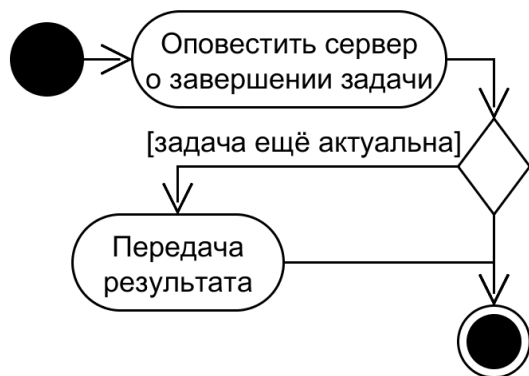 Оповестить сервер
о завершении задачи
[задача ещё актуальна]
Передача
результата